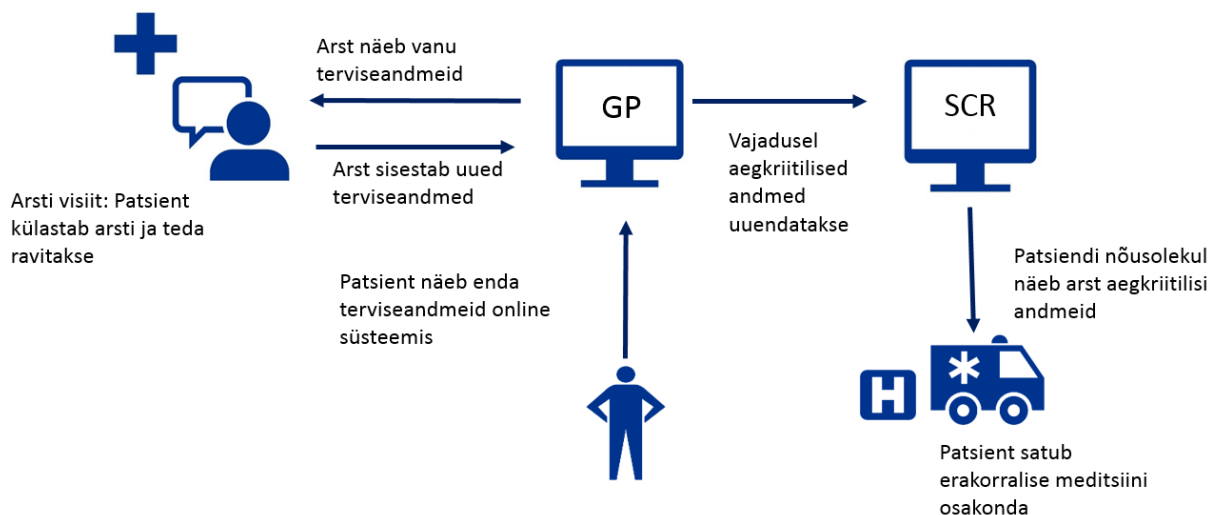 Arst näeb vanu
terviseandmeid
GP
SCR
Arst sisestab uued
terviseandmed
Vajadusel
aegkriitilised
andmed
uuendatakse
Arsti visiit: Patsient
külastab arsti ja teda
ravitakse
Patsient näeb enda
terviseandmeid online
süsteemis
Patsiendi nõusolekul
näeb arst aegkriitilisi
andmeid
H
Patsient satub
erakorralise meditsiini
osakonda